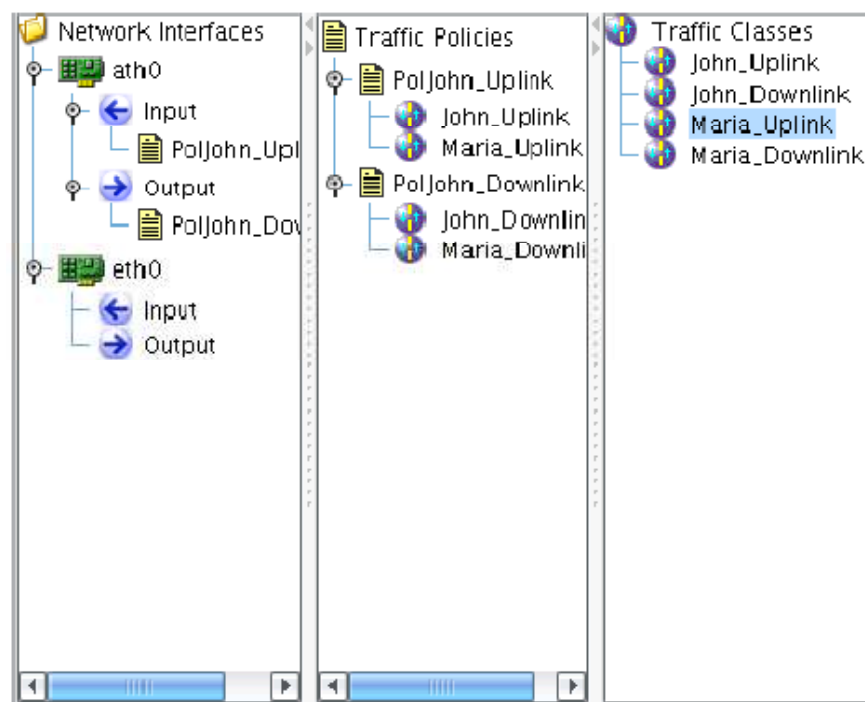 Network Interfaces
ath0
Input
PolJohn_Upl
Output
PolJohn_Dov
eth0
Input
Output
Traffic Policies
PolJohn_Uplink
John_Uplink
Maria_Uplink
PolJohn_Downlink
John_Downlin
Maria_Downli
Traffic Classes
John_Uplink
John_Downlink
Maria_Uplink
Maria_Downlink